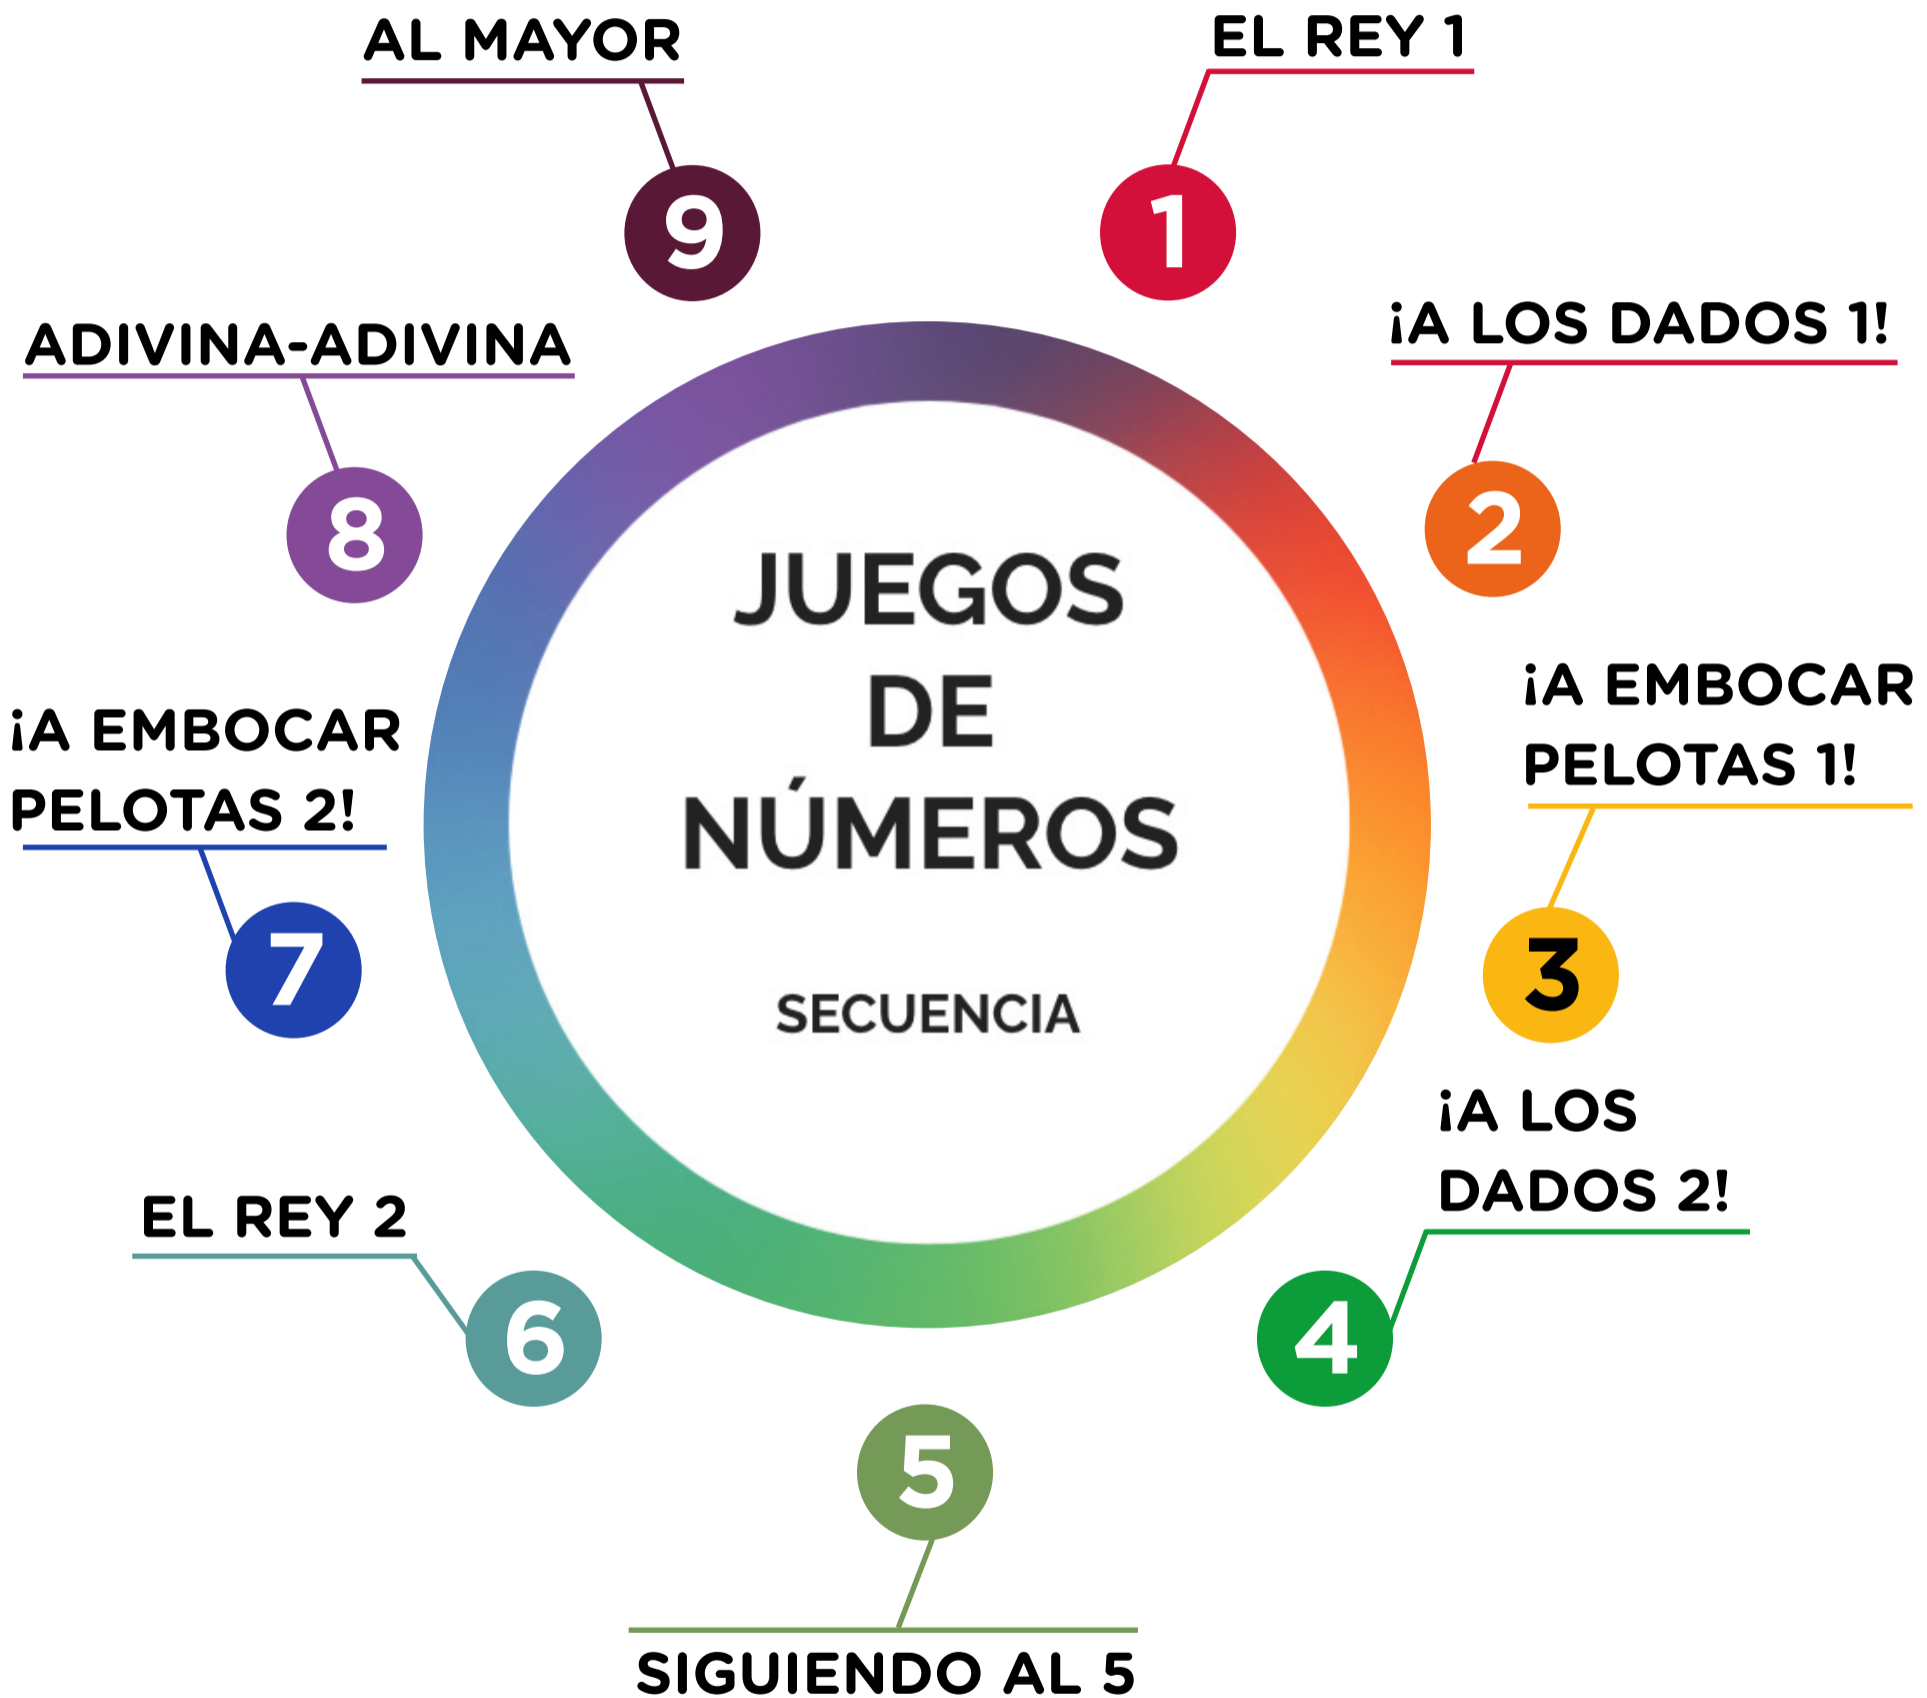 JUEGOS
DE
NÚMEROS
SECUENCIA
EL REY 1
1
¡A LOS DADOS 1!
2
¡A EMBOCAR
PELOTAS 1!
3
¡A LOS
DADOS 2!
4
5
SIGUIENDO AL 5
EL REY 2
6
¡A EMBOCAR
PELOTAS 2!
7
ADIVINA-ADIVINA
8
AL MAYOR
9